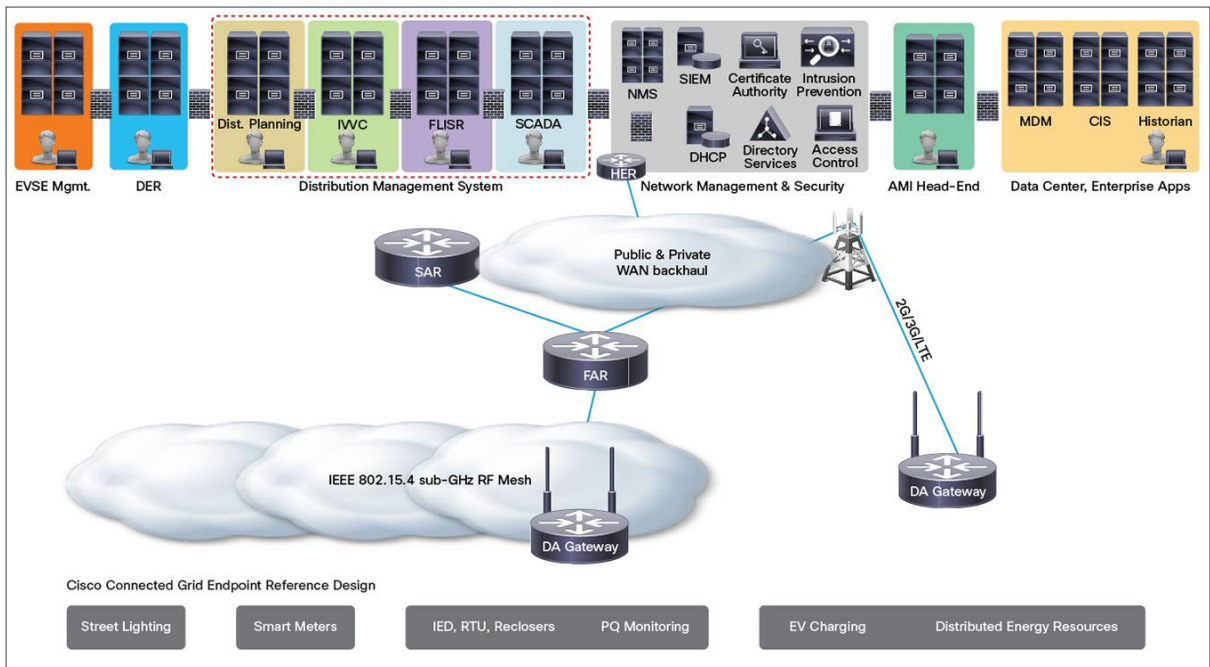 NMS
SIEM
Certificate
Authority
Intrusion
Prevention
Dist. Planning
IVVC
FLISR
SCADA
MDM
CIS
Historian
DHCP
Directory
Services
Access
Control
EVSE Mgmt.
DER
Distribution Management System
HER
Network Management & Security
AMI Head-End
Data Center, Enterprise Apps
Public & Private
WAN backhaul
SAR
2G/3G/LTE
FAR
IEEE 802.15.4 sub-GHz RF Mesh
DA Gateway
DA Gateway
Cisco Connected Grid Endpoint Reference Design
Street Lighting
Smart Meters
IED, RTU, Reclosers
PQ Monitoring
EV Charging
Distributed Energy Resources